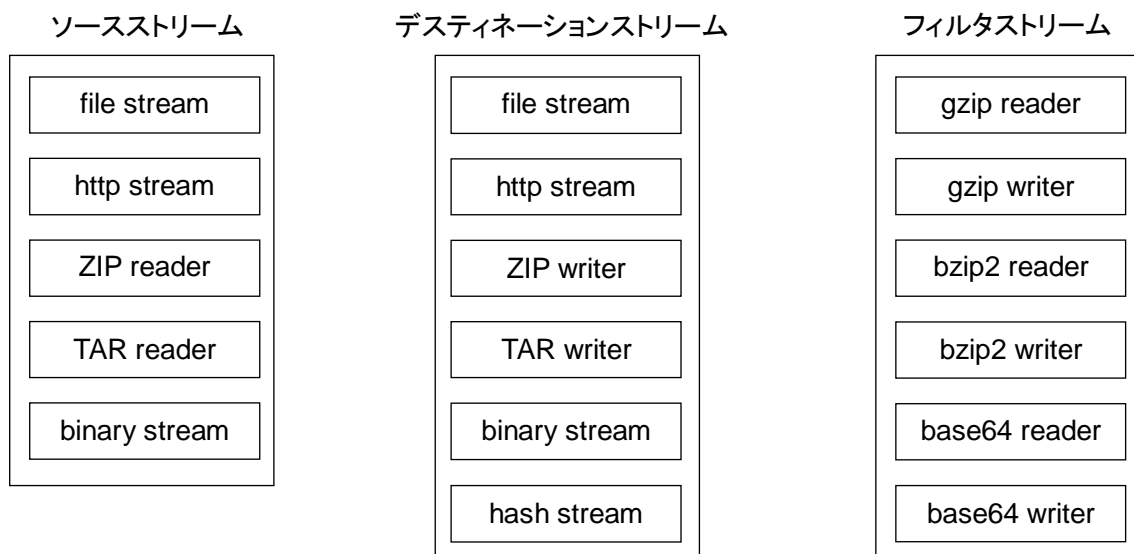 ソースストリーム
file stream
http stream
ZIP reader
TAR reader
binary stream
デスティネーションストリーム
file stream
http stream
ZIP writer
TAR writer
binary stream
hash stream
フィルタストリーム
gzip reader
gzip writer
bzip2 reader
bzip2 writer
base64 reader
base64 writer